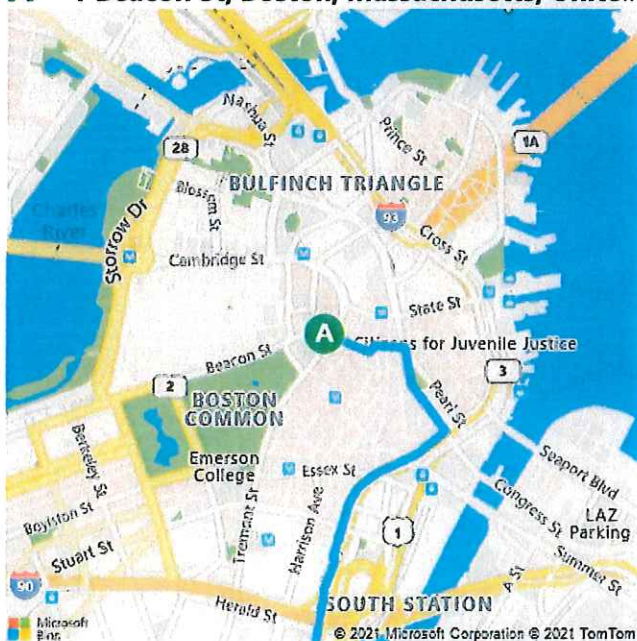 1 Beacon St, Boston, Massachusetts, Unite..
Nashua St
Prince St
28
1A
BULFINCH TRIANGLE
Blossom St
Charles
River
93
Storrow Dr
Cross St
Cambridge St
State St
A
Citizens for Juvenile Justice
Beacon St
3
2
BOSTON
COMMON
Pearl St
Berkeley St
Emerson
College
Essex St
Seaport Blvd
Tremont St
Harrison Ave
Congress St
LAZ
Parking
Boylston St
1
Stuart St
Summer St
A St
90
Herald St
SOUTH STATION
Microsoft
Bing
© 2021 Microsoft Corporation © 2021 TomTom